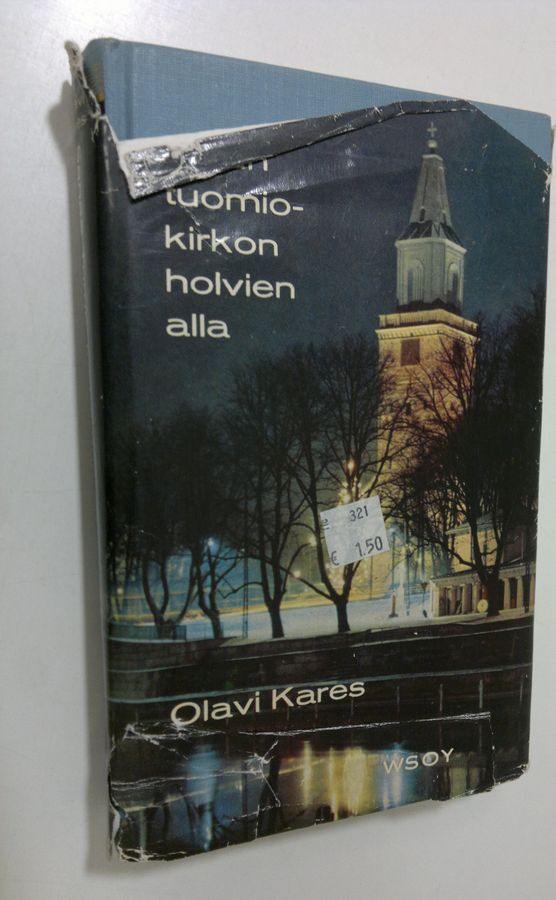 tuomio-
kirkon
holvien
alla
321
€ 1.50
Olavi Kares
WSOY